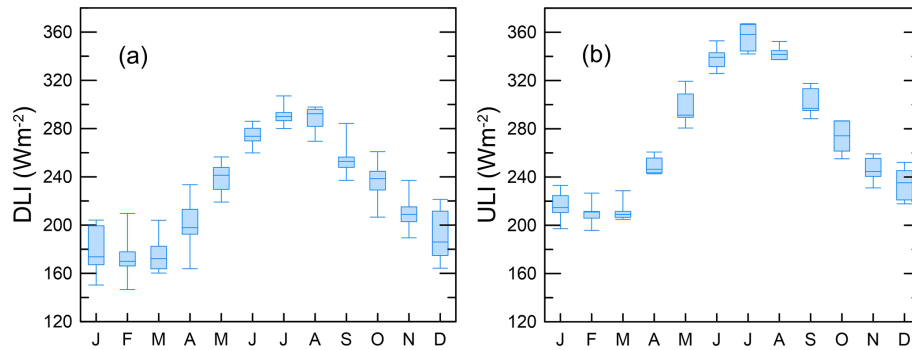 (a)
DLI (Wm-2)
360
320
280
240
200
160
120
J F M A M J J A S O N D
(b)
ULI (Wm-2)
360
320
280
240
200
160
120
J F M A M J J A S O N D